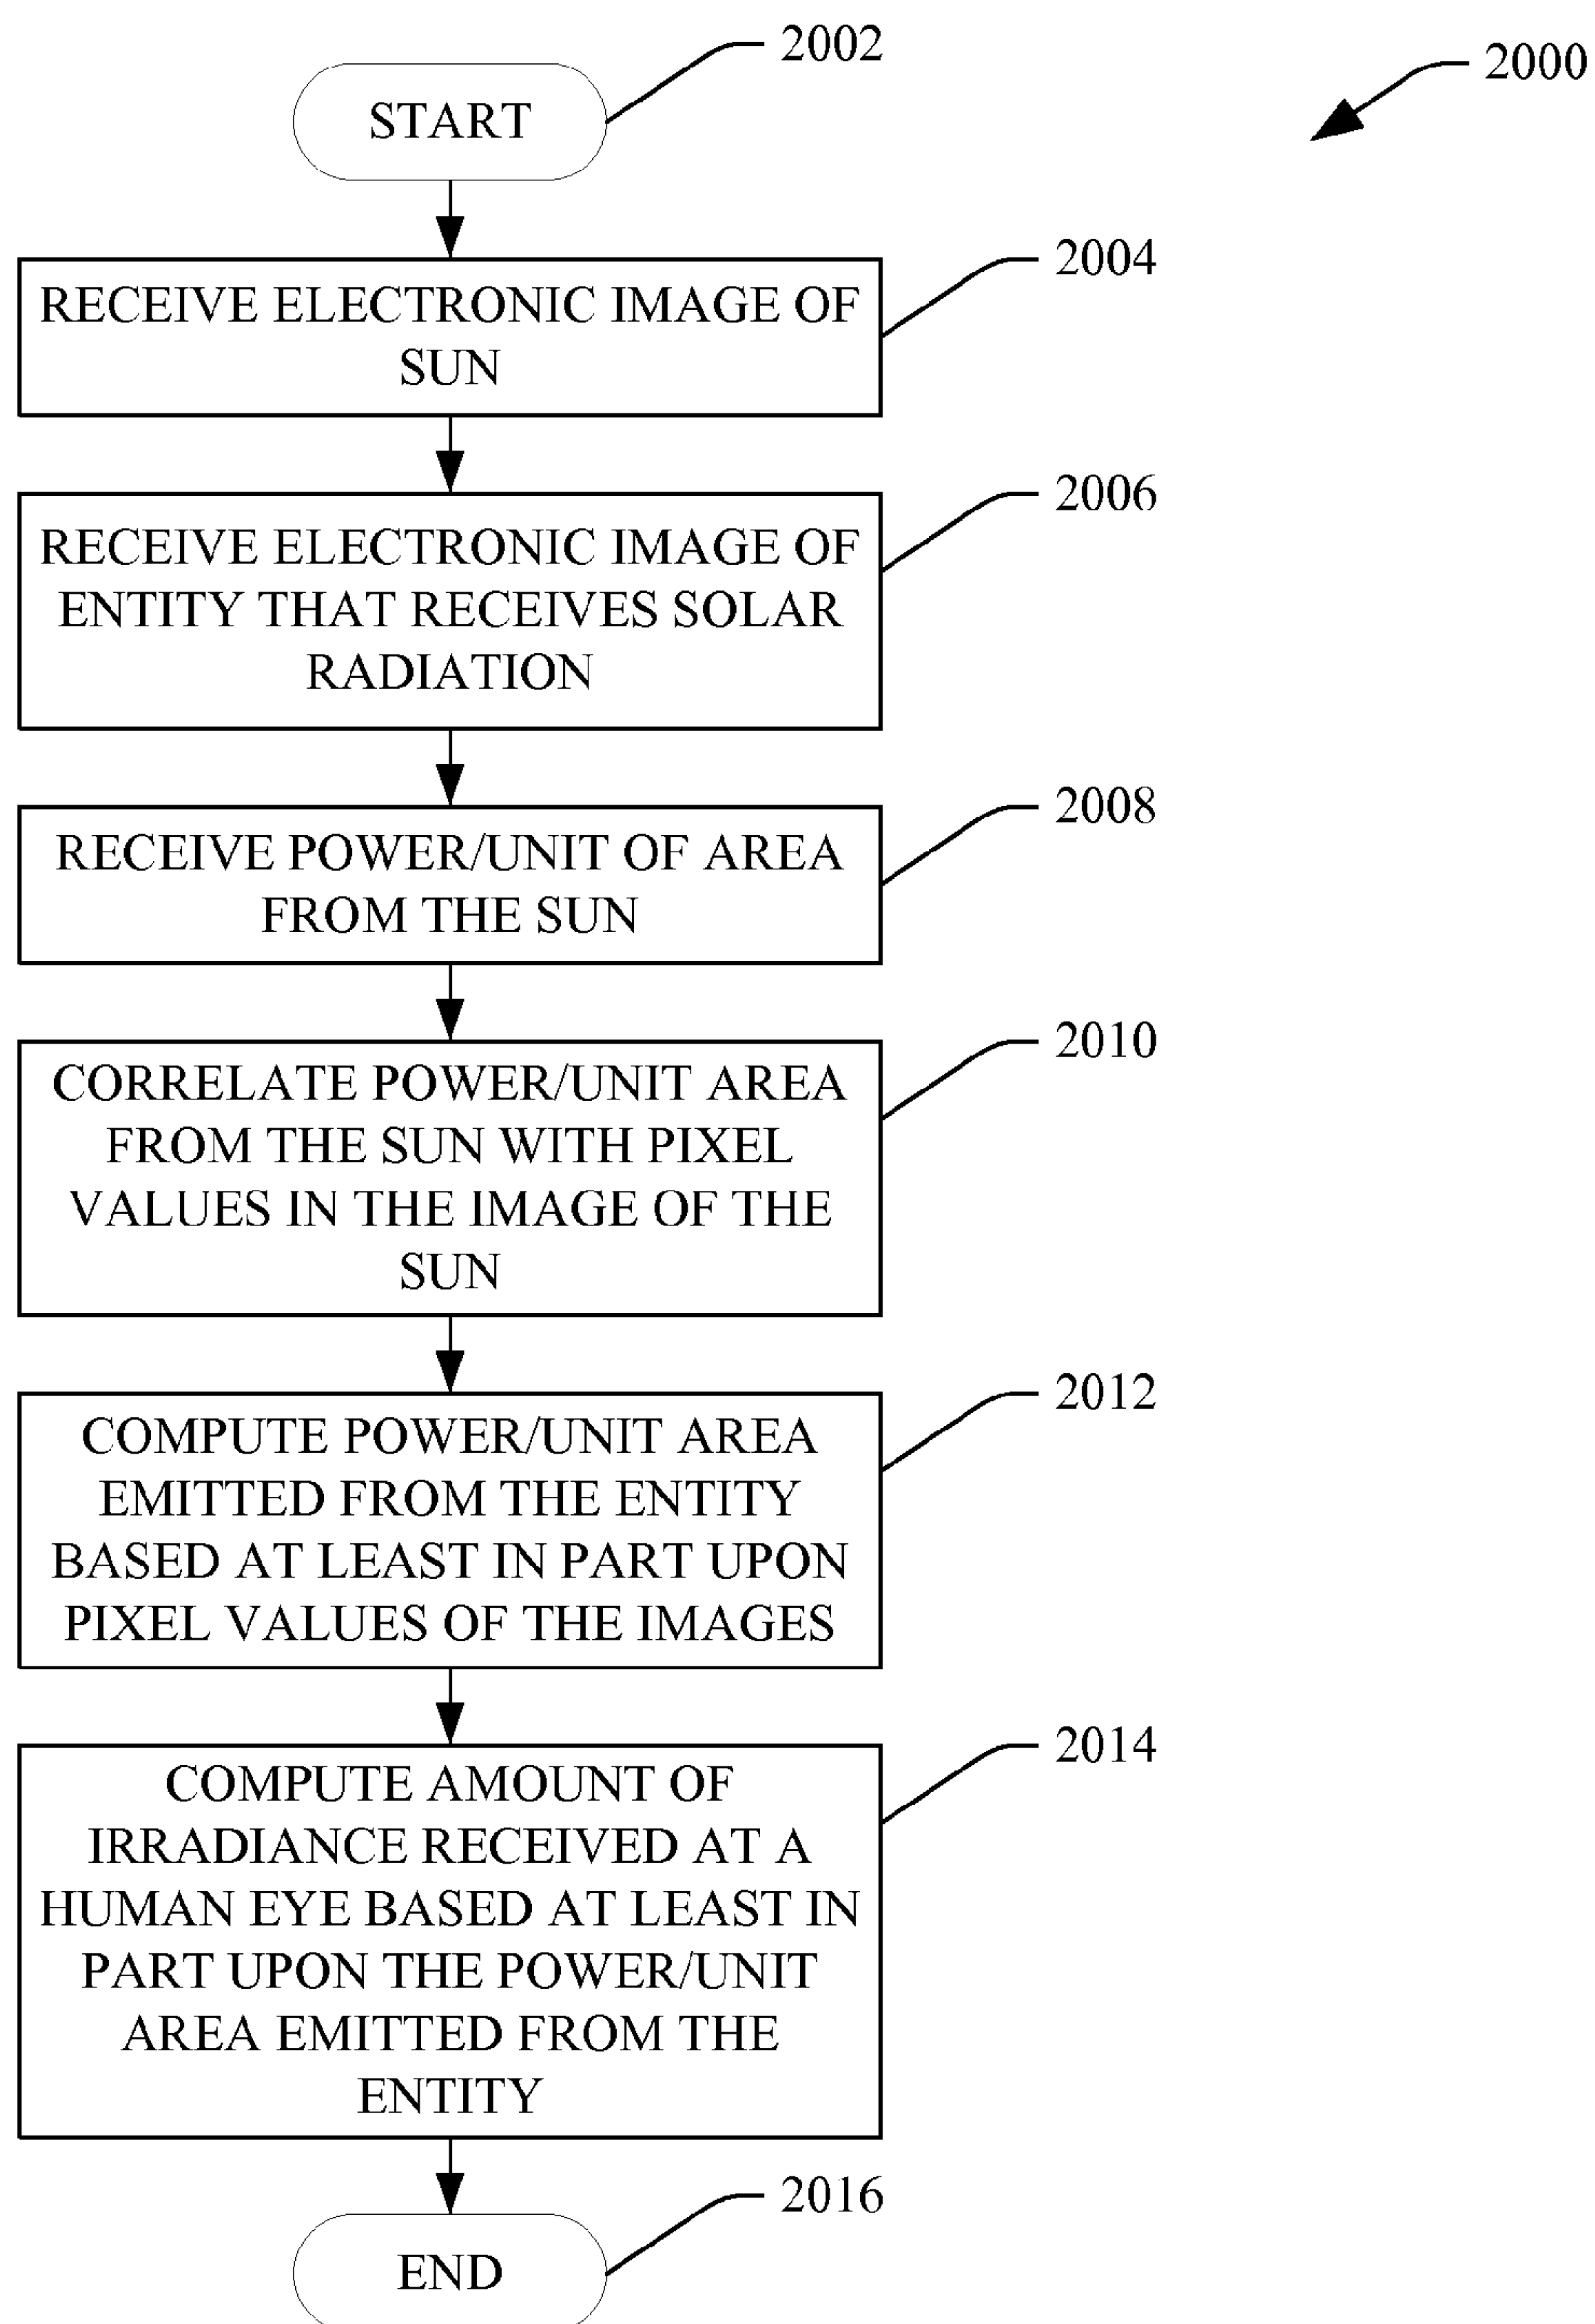 2002
2000
START
2004
RECEIVE ELECTRONIC IMAGE OF
SUN
2006
RECEIVE ELECTRONIC IMAGE OF
ENTITY THAT RECEIVES SOLAR
RADIATION
2008
RECEIVE POWER/UNIT OF AREA
FROM THE SUN
2010
CORRELATE POWER/UNIT AREA
FROM THE SUN WITH PIXEL
VALUES IN THE IMAGE OF THE
SUN
2012
COMPUTE POWER/UNIT AREA
EMITTED FROM THE ENTITY
BASED AT LEAST IN PART UPON
PIXEL VALUES OF THE IMAGES
2014
COMPUTE AMOUNT OF
IRRADIANCE RECEIVED AT A
HUMAN EYE BASED AT LEAST IN
PART UPON THE POWER/UNIT
AREA EMITTED FROM THE
ENTITY
2016
END